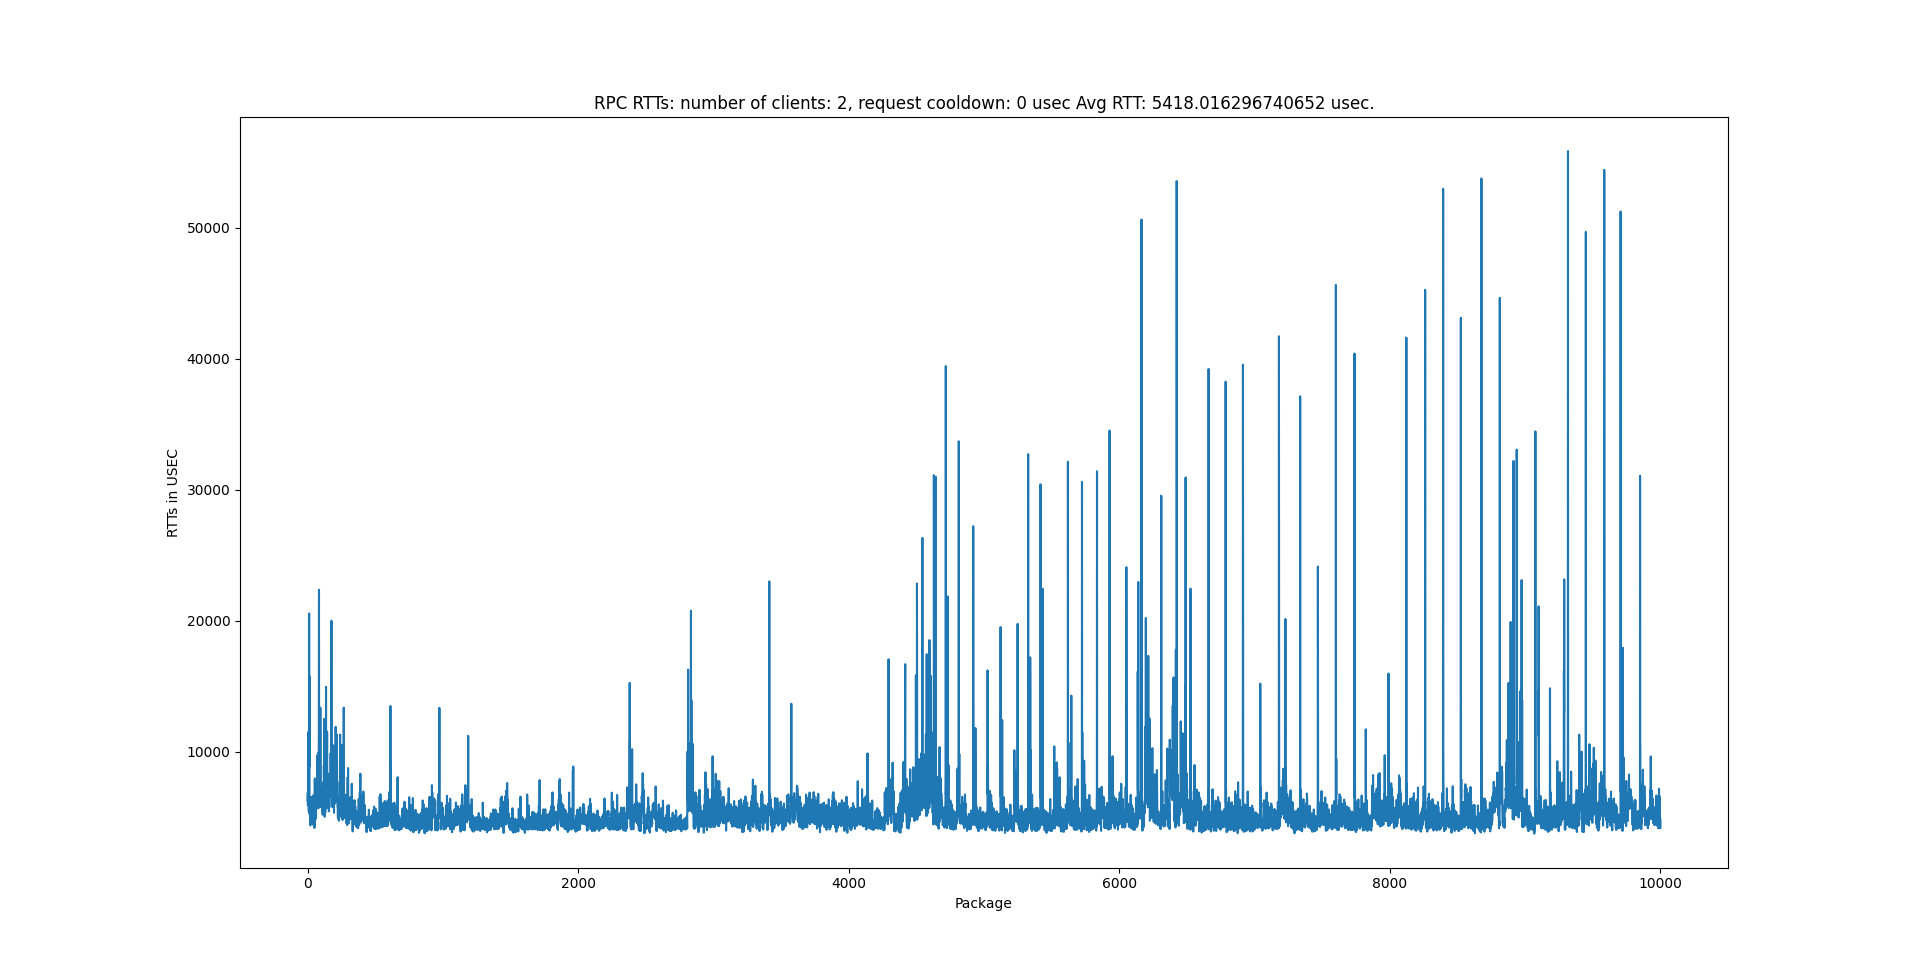 RPC RTTs: number of clients: 2, request cooldown: 0 usec Avg RTT: 5418.016296740652 usec.
50000
40000
30000
20000
10000
RTTs in USEC
0 2000 4000 6000 8000 10000
Package